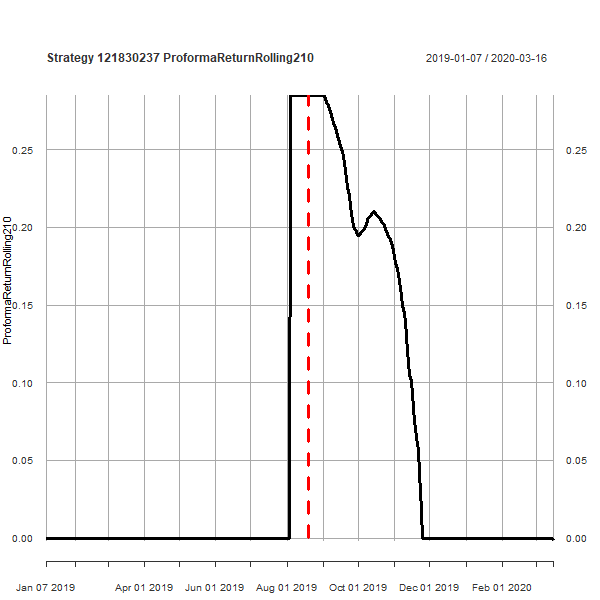 Strategy 121830237 ProformaReturnRolling210
2019-01-07 / 2020-03-16
ProformaReturnRolling210
0.25 0.25
0.20 0.20
0.15 0.15
0.10 0.10
0.05 0.05
0.00 0.00
Jan 07 2019 Apr 01 2019 Jun 01 2019 Aug 01 2019 Oct 01 2019 Dec 01 2019 Feb 01 2020